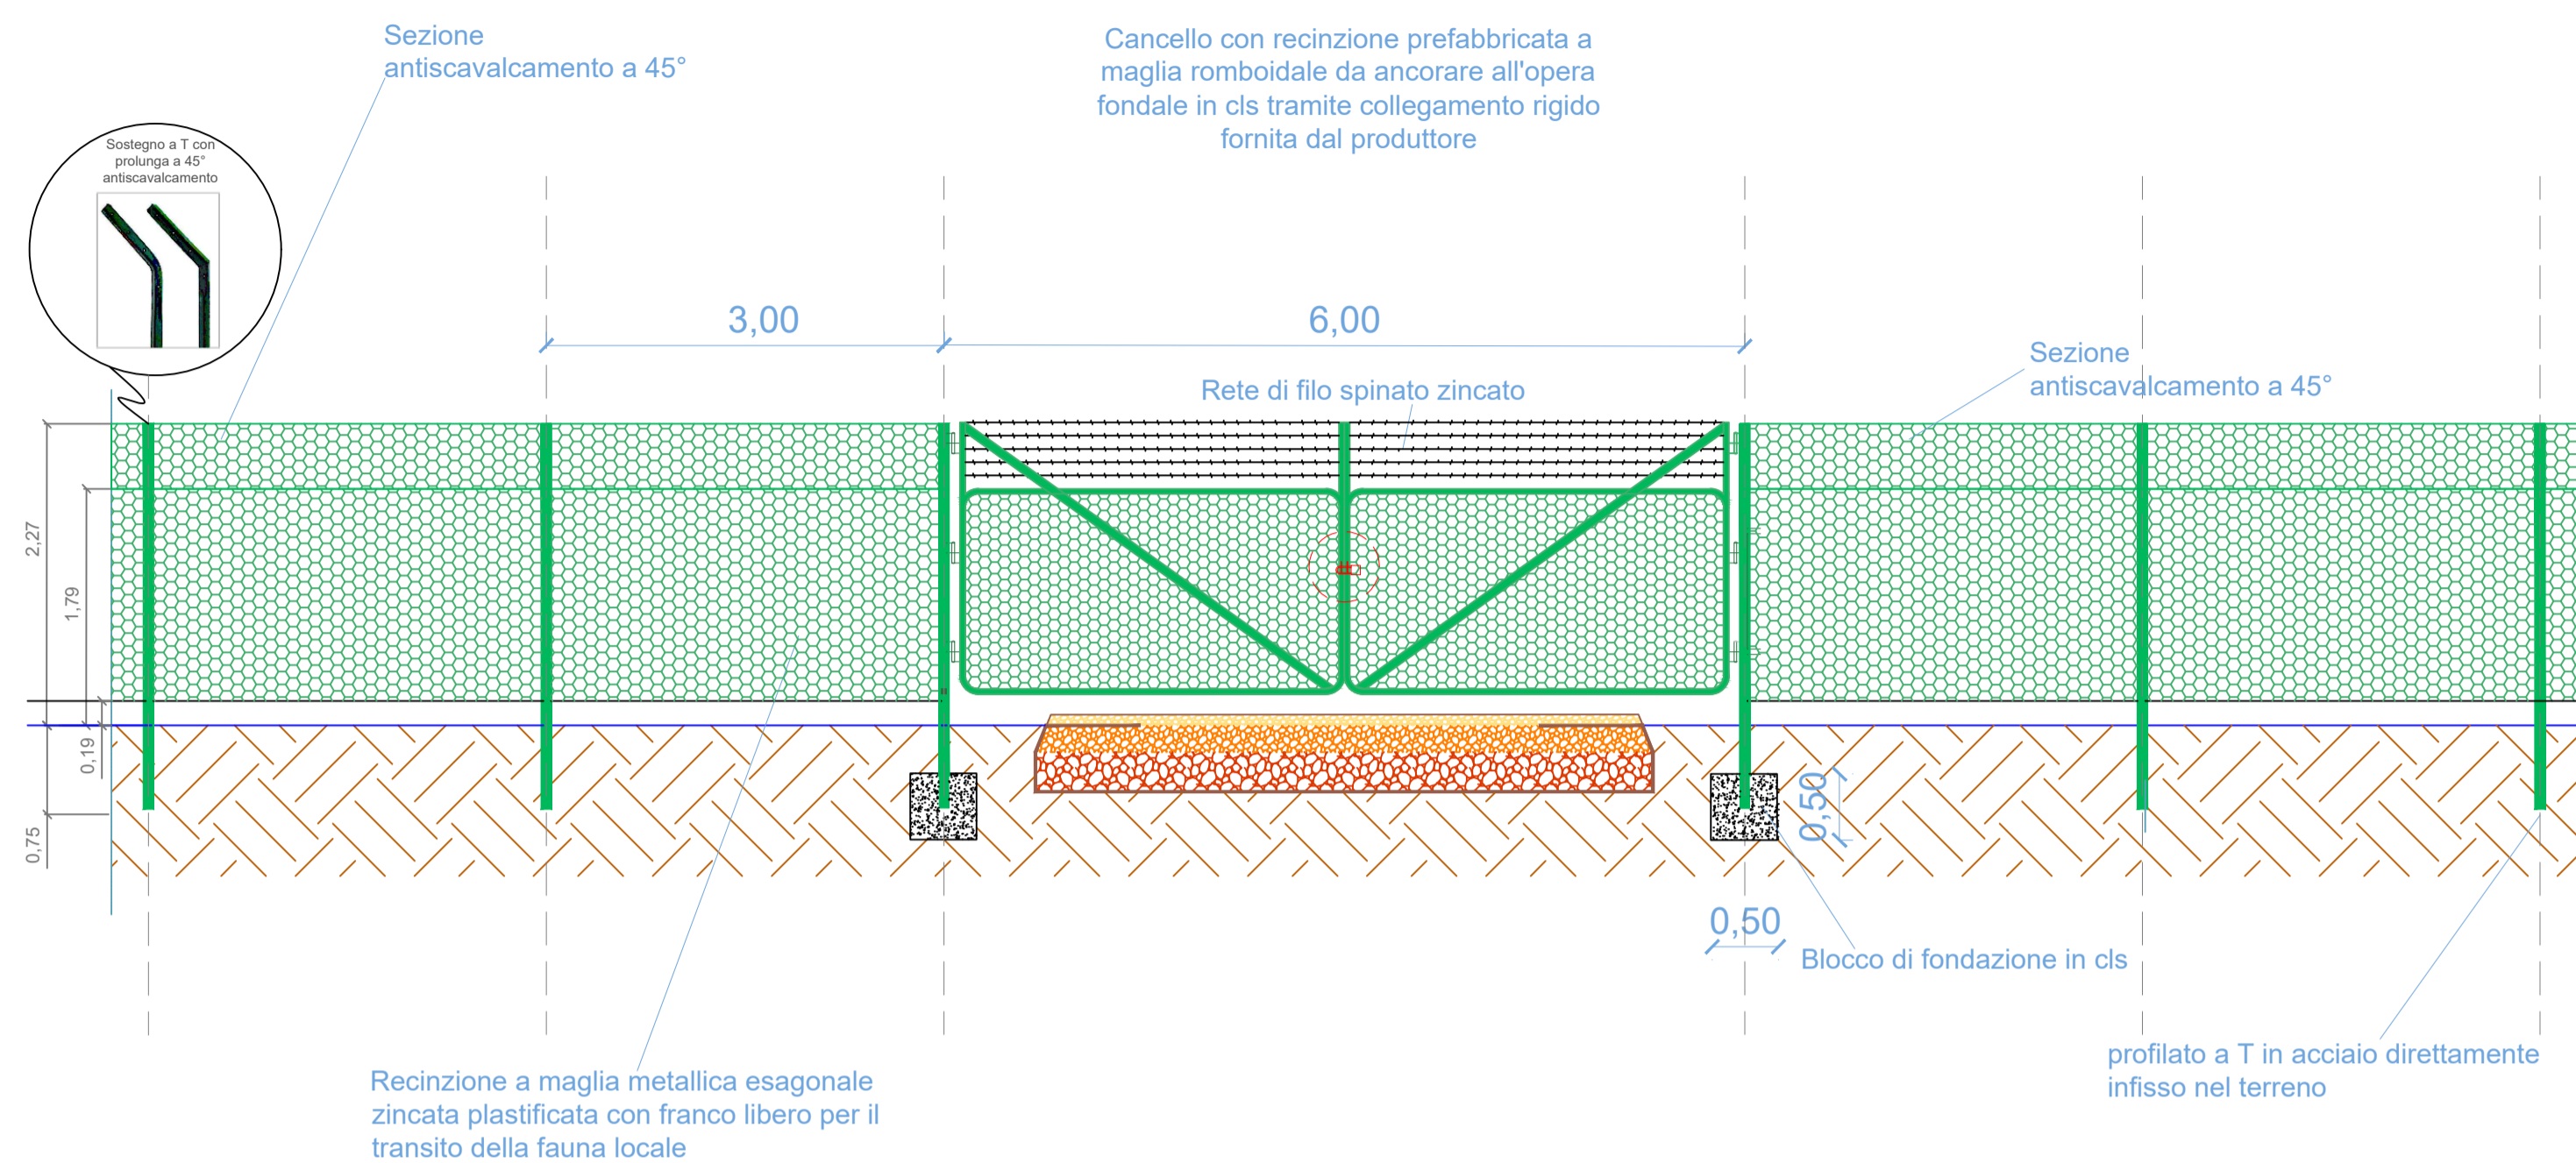 Sezione
antiscavalcamento a 45°
Cancello con recinzione prefabbricata a
maglia romboidale da ancorare all'opera
fondale in cls tramite collegamento rigido
fornita dal produttore
Sostegno a T con
prolunga a 45°
antiscavalcamento
3,00
6,00
Sezione
antiscavalcamento a 45°
Rete di filo spinato zincato
2,27
1,79
0,19
0,75
0,50
0,50
Blocco di fondazione in cls
profilato a T in acciaio direttamente
infisso nel terreno
Recinzione a maglia metallica esagonale
zincata plastificata con franco libero per il
transito della fauna locale